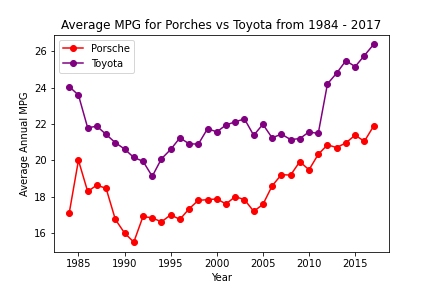 Average MPG for Porches vs Toyota from 1984 - 2017
Porsche
Toyota
Average Annual MPG
26
24
22
20
18
16
1985 1990 1995 2000 2005 2010 2015
Year